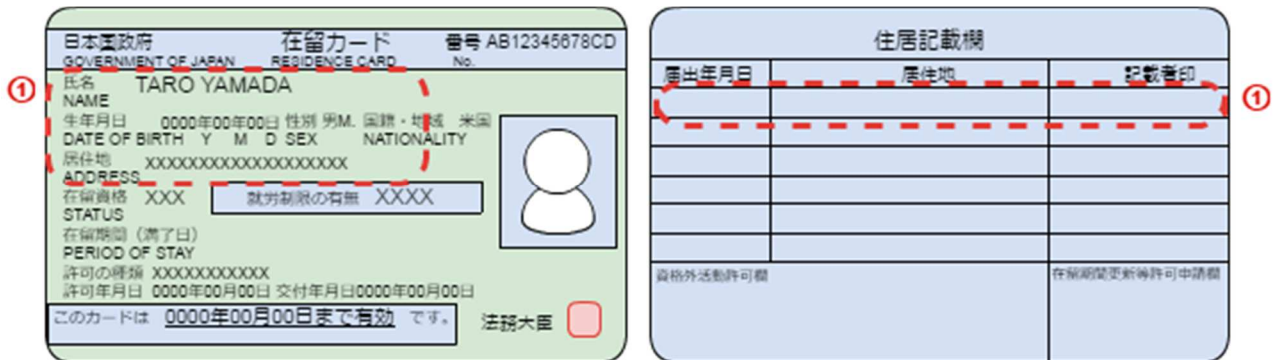 日本国政府 在留カード 番号 AB12345678CD
GOVERNMENT OF JAPAN RESIDENCE CARD No.
①
氏名 TARO YAMADA
NAME
生年月日 0000年00年00日 性別 男M. 国籍・地域 米国
DATE OF BIRTH Y M D SEX NATIONALITY
居住地 XXXXXXXXXXXXXXXXXXX
ADDRESS
在留資格 XXX 就労制限の有無 XXXX
STATUS
在留期間（満了日）
PERIOD OF STAY
許可の種類 XXXXXXXXXXX
許可年月日 0000年00月00日 交付年月日0000年00月00日
このカードは 0000年00月00日まで有効 です。 法務大臣
住居記載欄
届出年月日 居住地 記載者印
①
資格外活動許可欄 在留期間更新等許可申請欄